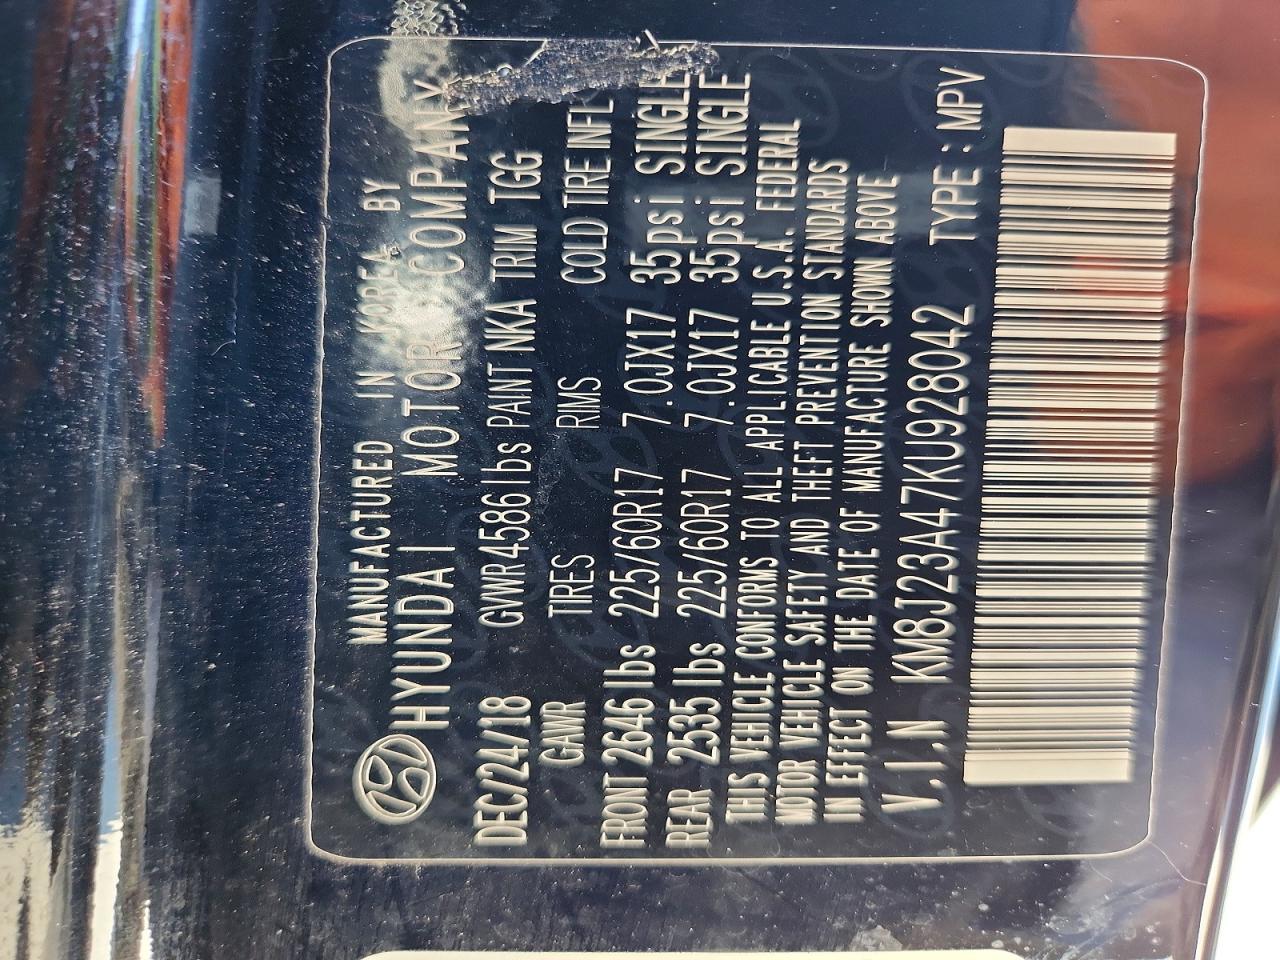 MANUFACTURED IN KOREA BY
HYUNDAI MOTOR COMPANY
DEC/24/18 GVWR 4586 lbs PAINT NKA TRIM TGG
GAWR TIRES RIMS COLD TIRE INFL
FRONT 2646 lbs 225/60R17 7.0JX17 35psi SINGLE
REAR 2535 lbs 225/60R17 7.0JX17 35psi SINGLE
THIS VEHICLE CONFORMS TO ALL APPLICABLE U.S.A. FEDERAL
MOTOR VEHICLE SAFETY AND THEFT PREVENTION STANDARDS
IN EFFECT ON THE DATE OF MANUFACTURE SHOWN ABOVE
V.I.N KM8J23A47KU928042 TYPE : MPV